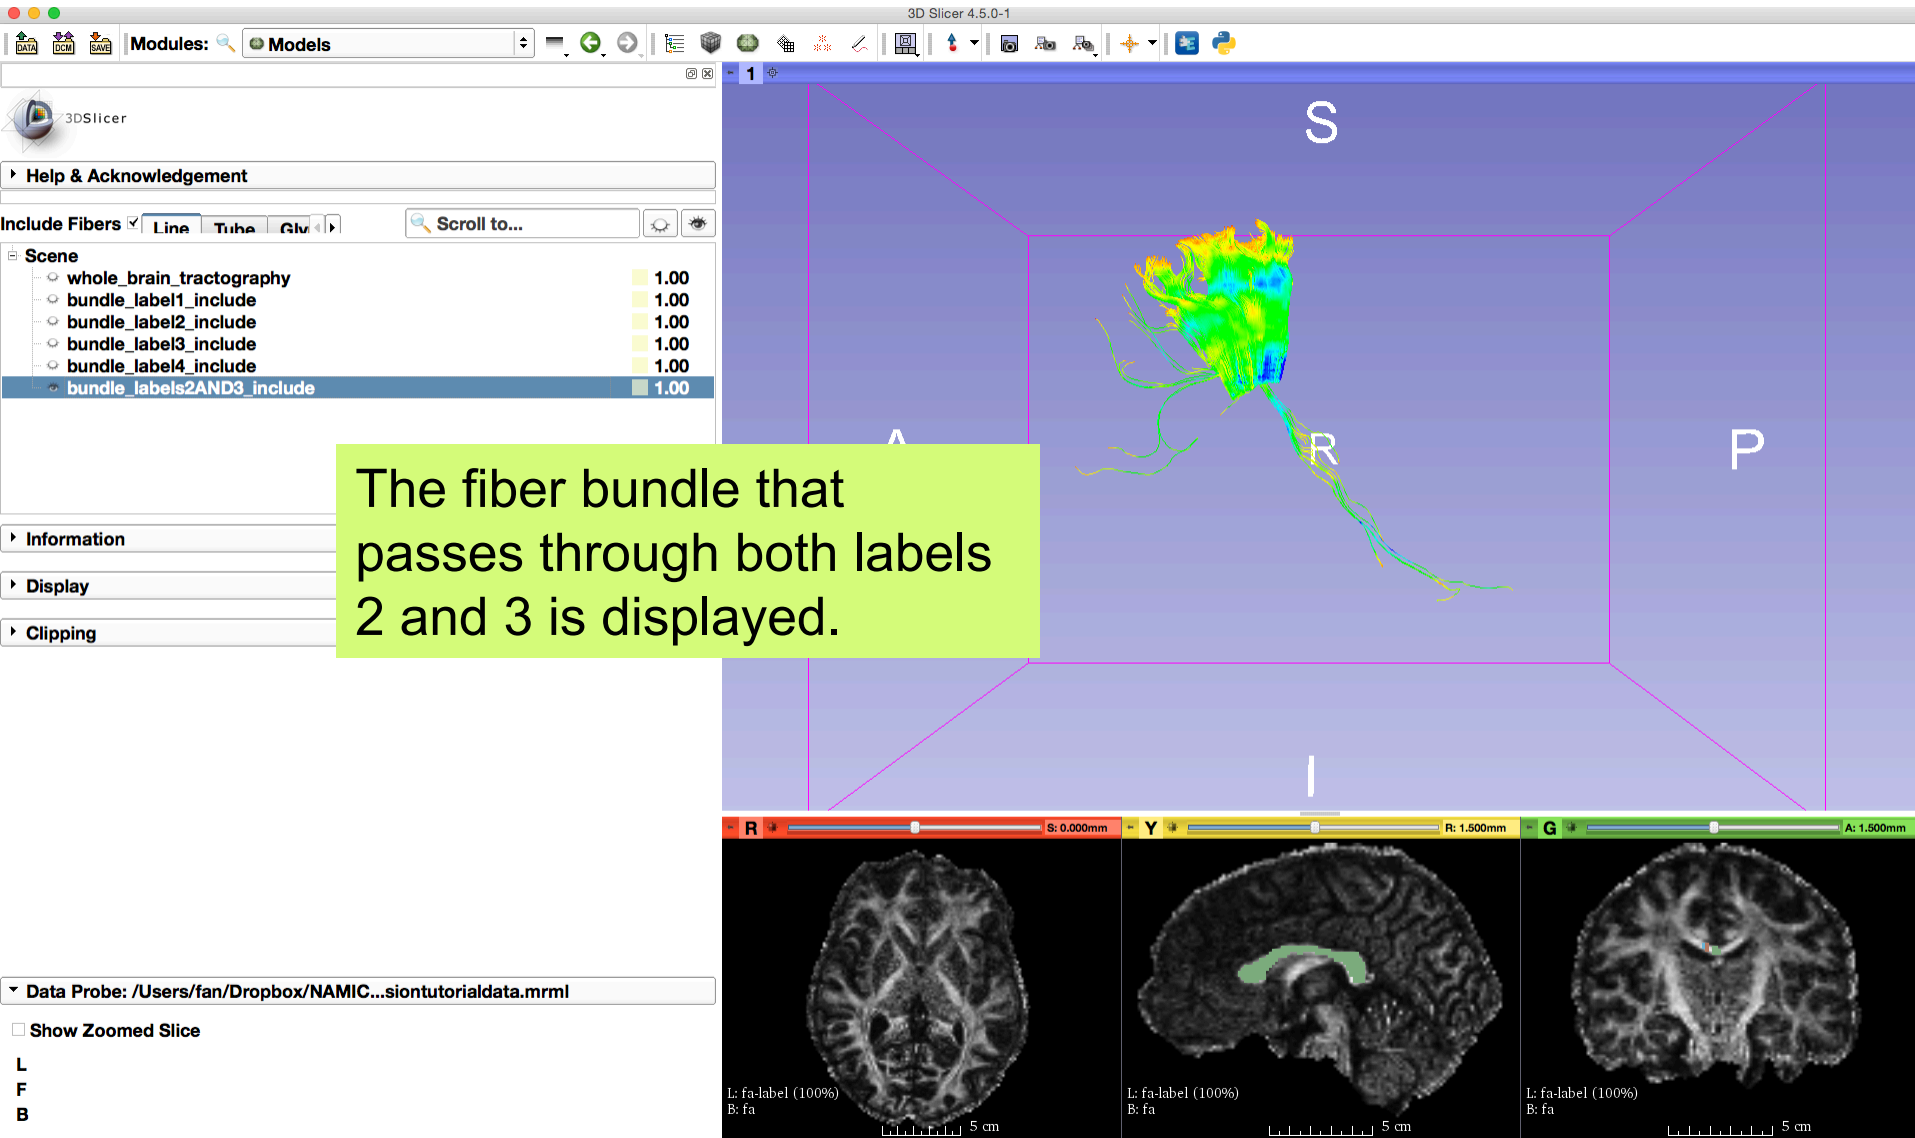 3D Slicer 4.5.0-1
DATA DCM SAVE Modules: Models
1
3DSlicer
Help & Acknowledgement
Include Fibers Line Tube Gly Scroll to...
Scene
whole_brain_tractography 1.00
bundle_label1_include 1.00
bundle_label2_include 1.00
bundle_label3_include 1.00
bundle_label4_include 1.00
bundle_labels2AND3_include 1.00
Information
Display
Clipping
The fiber bundle that
passes through both labels
2 and 3 is displayed.
S
A
R
P
I
R S: 0.000mm
Y R: 1.500mm
G A: 1.500mm
L: fa-label (100%)
B: fa
5 cm
L: fa-label (100%)
B: fa
5 cm
L: fa-label (100%)
B: fa
5 cm
Data Probe: /Users/fan/Dropbox/NAMIC...siontutorialdata.mrml
Show Zoomed Slice
L
F
B